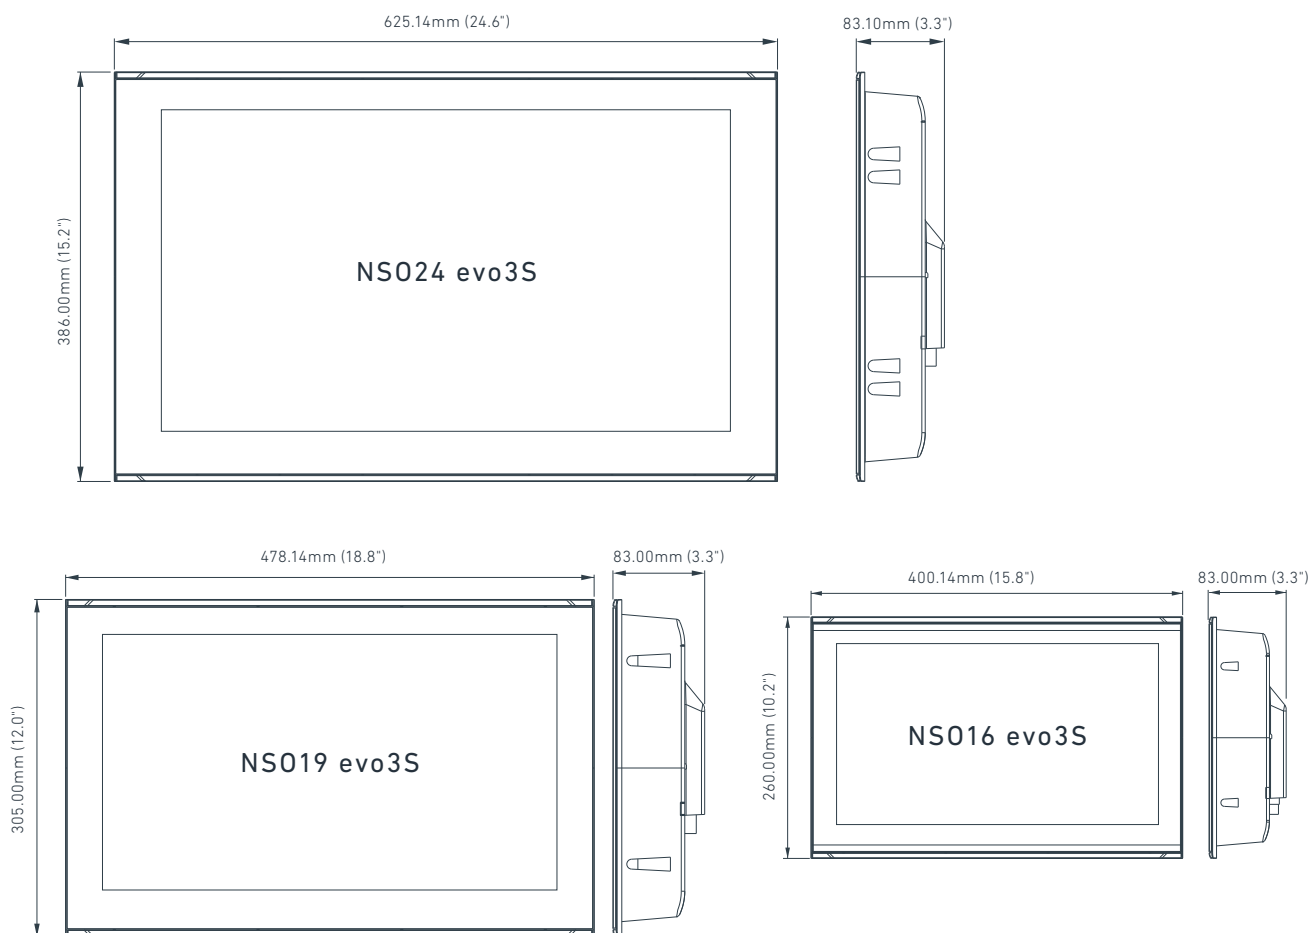 625.14mm (24.6")
83.10mm (3.3")
386.00mm (15.2")
NSO24 evo3S
478.14mm (18.8")
83.00mm (3.3")
400.14mm (15.8")
83.00mm (3.3")
305.00mm (12.0")
NSO19 evo3S
260.00mm (10.2")
NSO16 evo3S